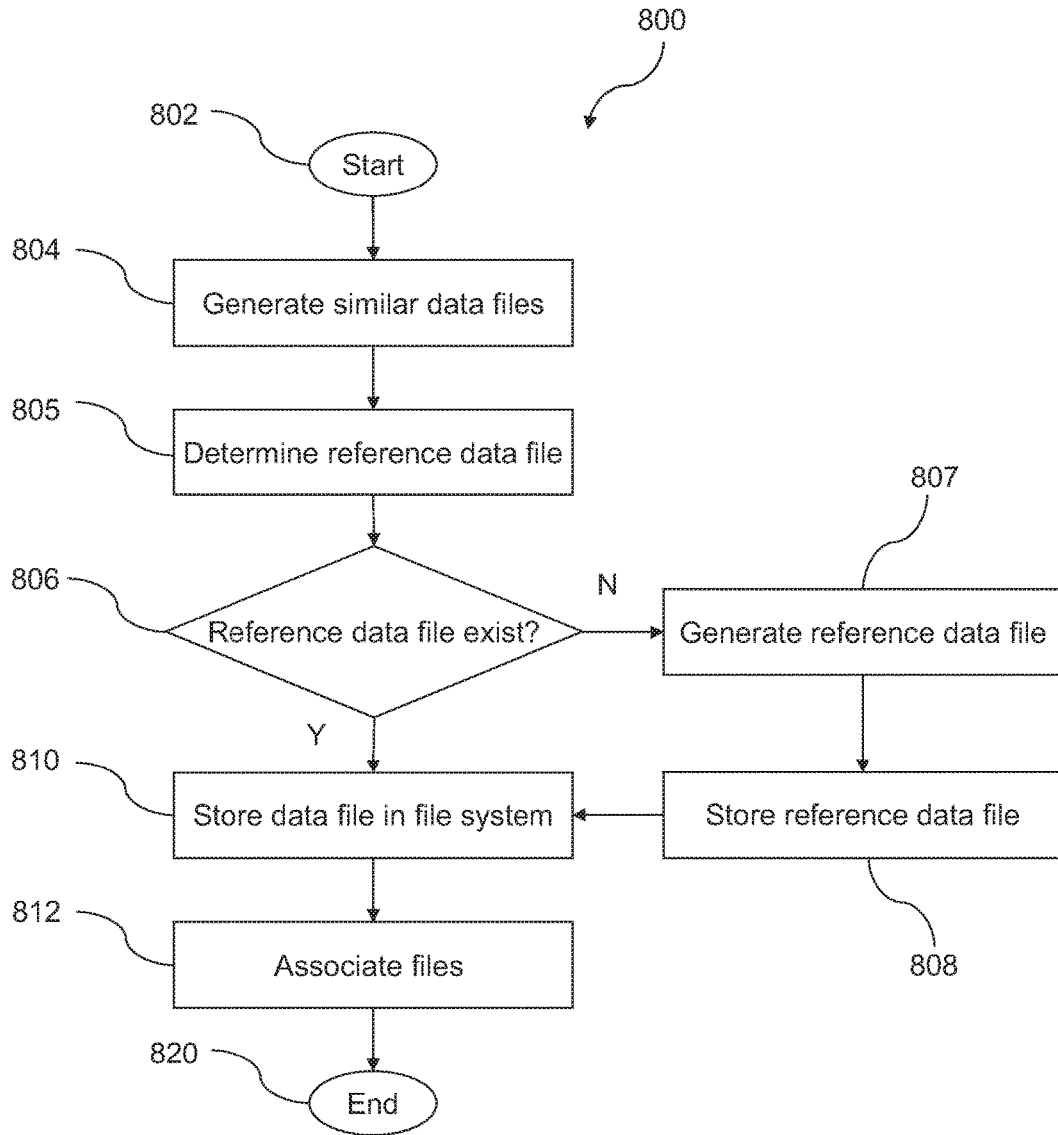 800
802
Start
804
Generate similar data files
805
Determine reference data file
807
806
Reference data file exist?
N
Generate reference data file
Y
810
Store data file in file system
Store reference data file
812
Associate files
808
820
End